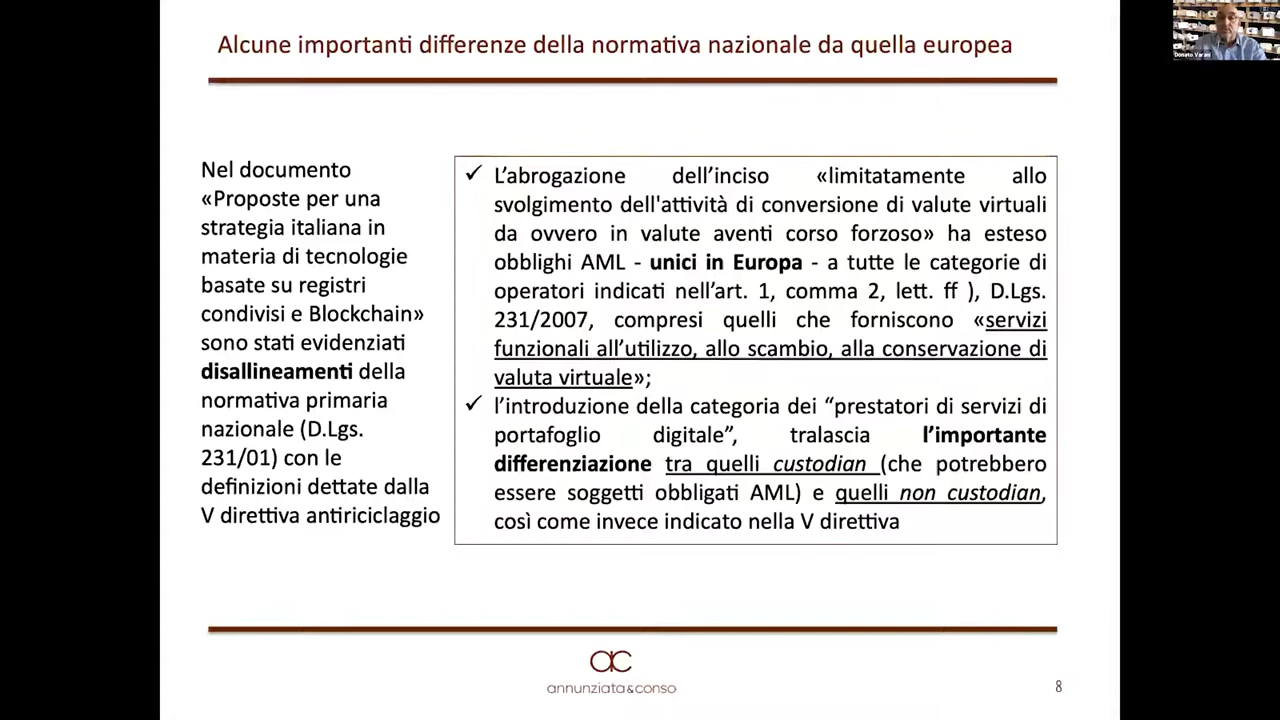 Alcune importanti differenze della normativa nazionale da quella europea
Donato Varani
Nel documento
«Proposte per una
strategia italiana in
materia di tecnologie
basate su registri
condivisi e Blockchain»
sono stati evidenziati
disallineamenti della
normativa primaria
nazionale (D.Lgs.
231/01) con le
definizioni dettate dalla
V direttiva antiriciclaggio
✓ L’abrogazione dell’inciso «limitatamente allo
svolgimento dell'attività di conversione di valute virtuali
da ovvero in valute aventi corso forzoso» ha esteso
obblighi AML - unici in Europa - a tutte le categorie di
operatori indicati nell’art. 1, comma 2, lett. ff ), D.Lgs.
231/2007, compresi quelli che forniscono «servizi
funzionali all’utilizzo, allo scambio, alla conservazione di
valuta virtuale»;
✓ l’introduzione della categoria dei “prestatori di servizi di
portafoglio digitale”, tralascia l’importante
differenziazione tra quelli custodian (che potrebbero
essere soggetti obbligati AML) e quelli non custodian,
così come invece indicato nella V direttiva
ac
annunziata&conso
8